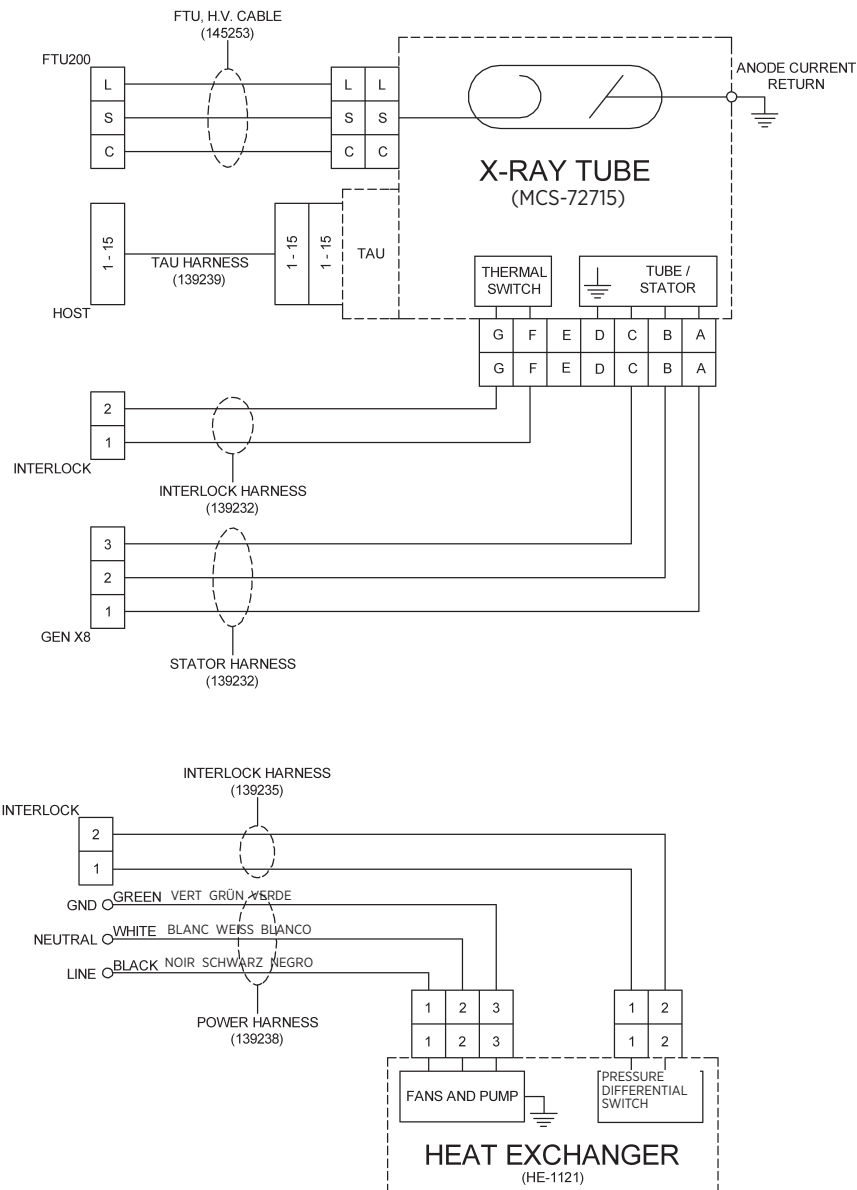 FTU, H.V. CABLE
(145253)
FTU200
L
S
C
L L
S S
C C
ANODE CURRENT
RETURN
X-RAY TUBE
(MCS-72715)
1 - 15
TAU HARNESS
(139239)
1 - 15
1 - 15
TAU
HOST
THERMAL
SWITCH
TUBE /
STATOR
G F E D C B A
G F E D C B A
2
1
INTERLOCK
INTERLOCK HARNESS
(139232)
3
2
1
GEN X8
STATOR HARNESS
(139232)
INTERLOCK HARNESS
(139235)
INTERLOCK
2
1
GND GREEN VERT GRÜN VERDE
NEUTRAL WHITE BLANC WEISS BLANCO
LINE BLACK NOIR SCHWARZ NEGRO
POWER HARNESS
(139238)
1 2 3 1 2
1 2 3 1 2
FANS AND PUMP
PRESSURE
DIFFERENTIAL
SWITCH
HEAT EXCHANGER
(HE-1121)